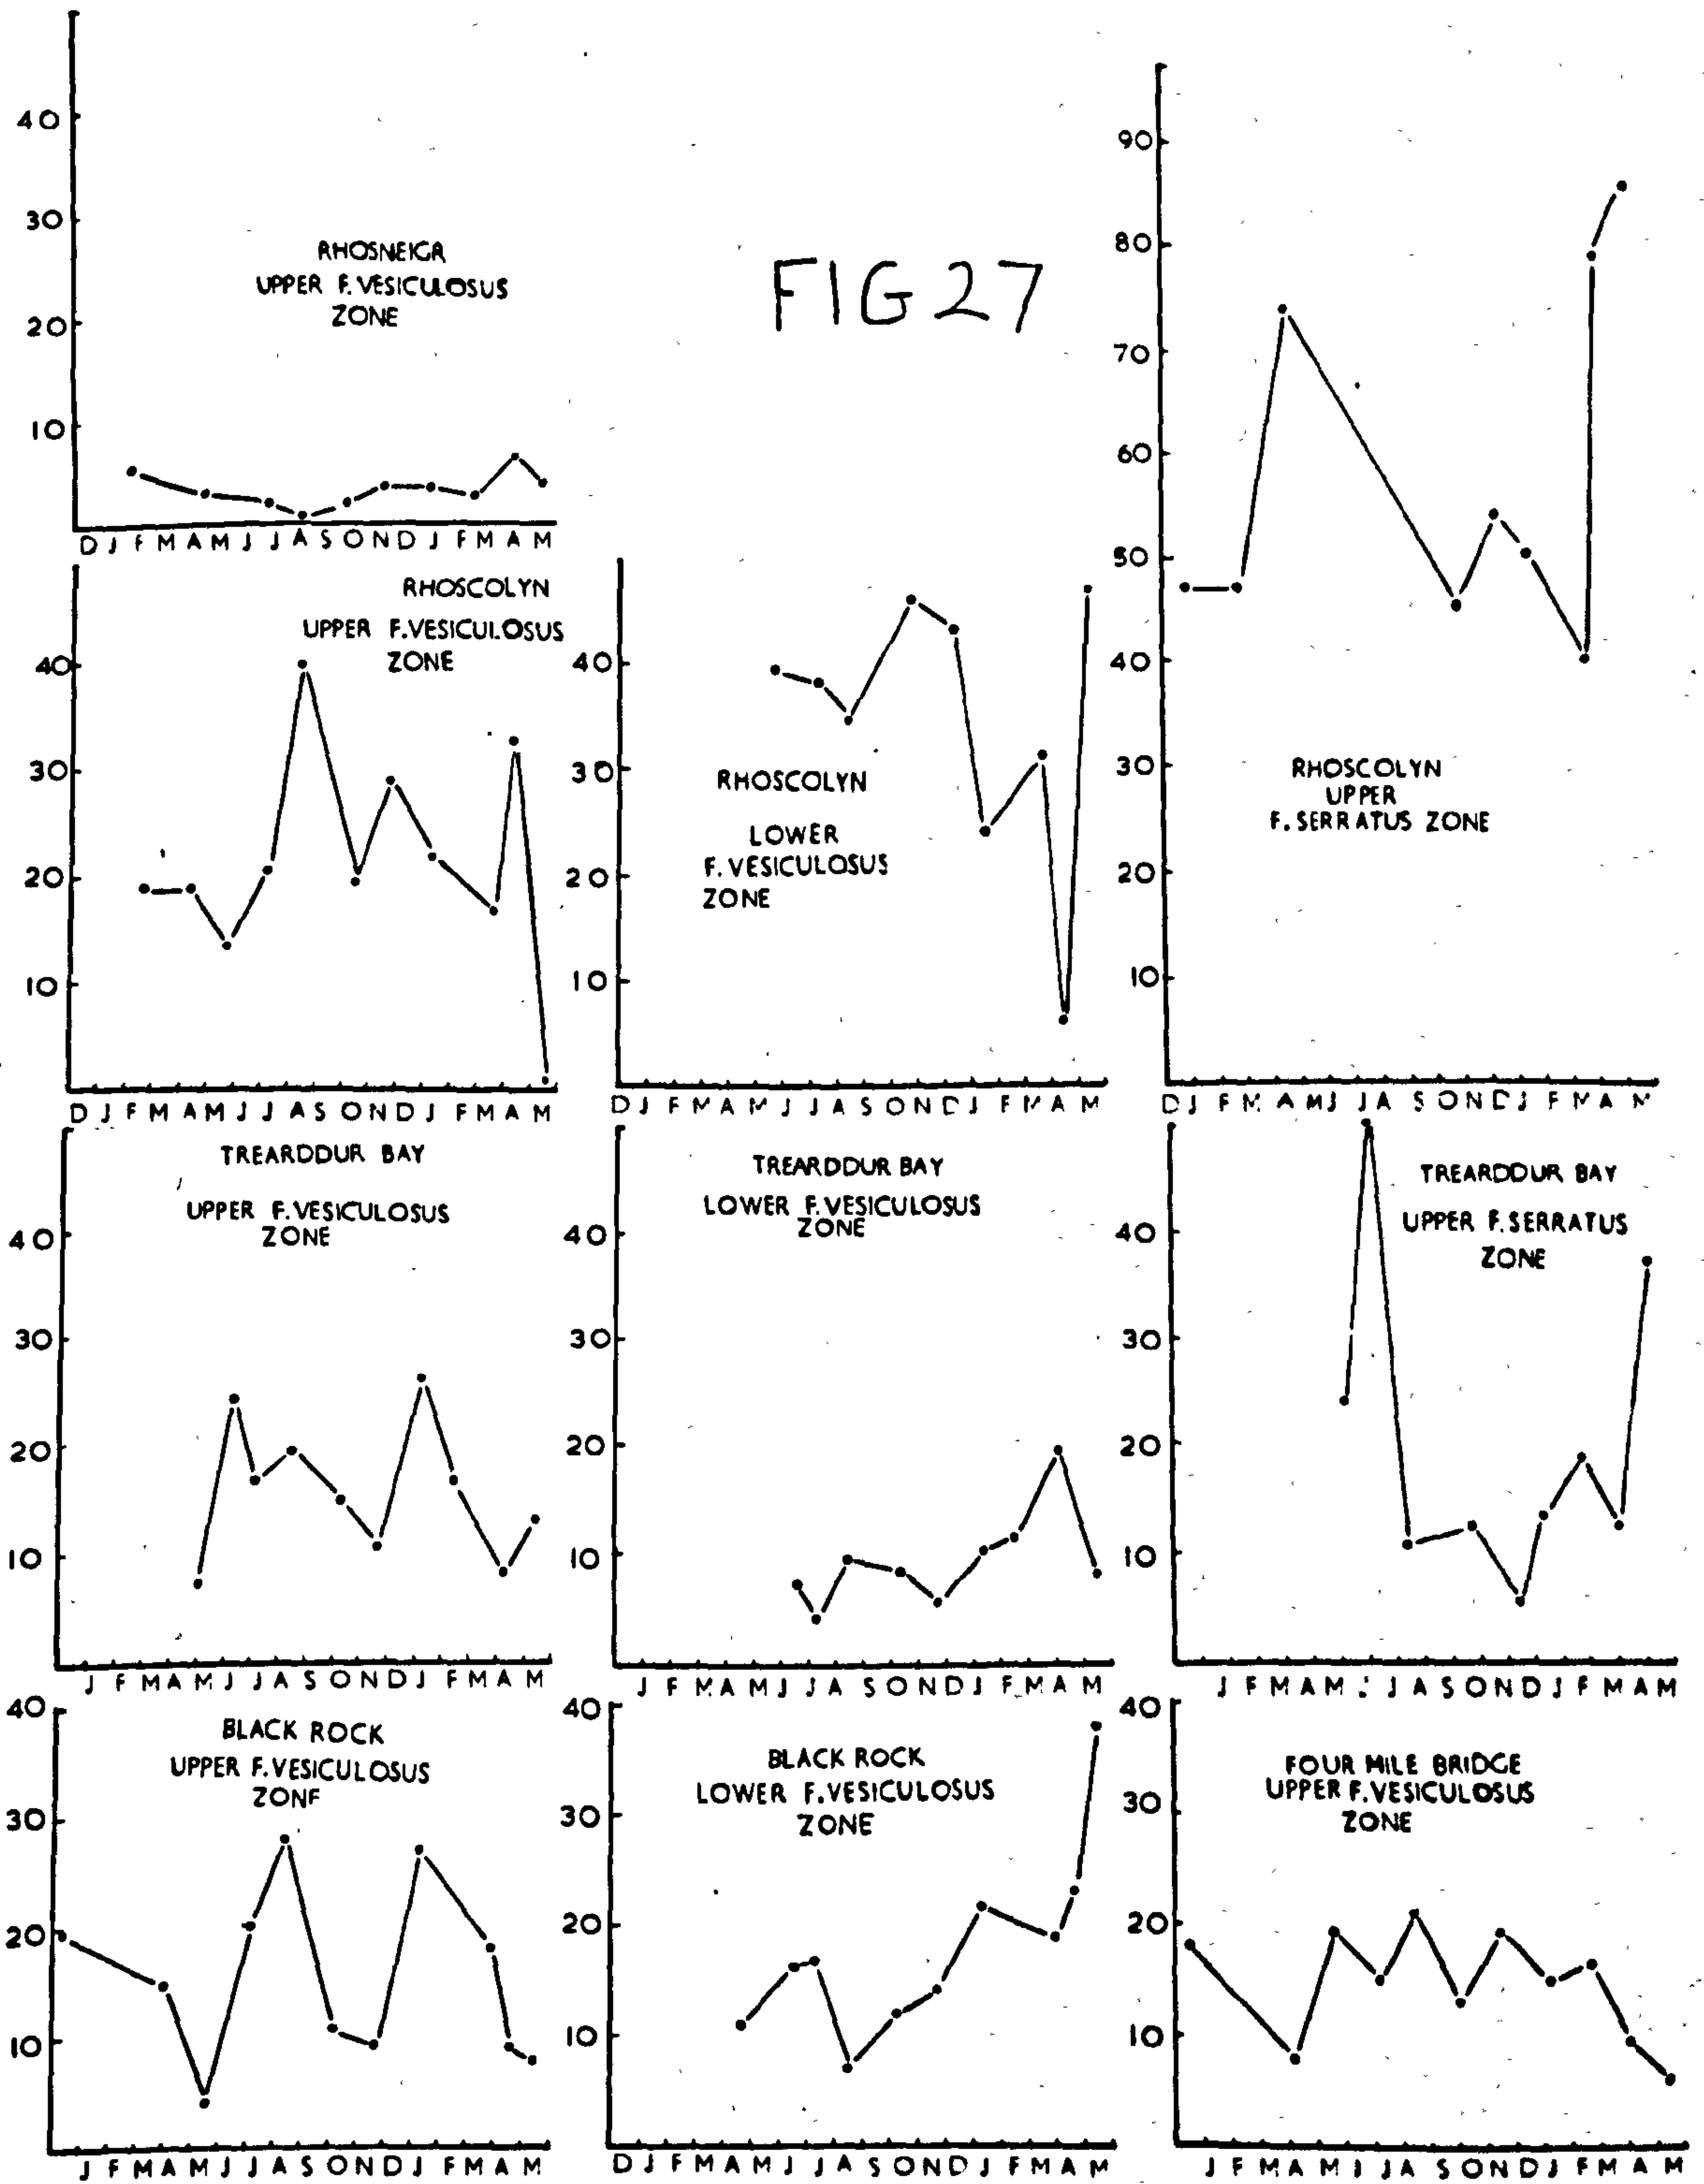 40
30
20
10
RHOSNEIGR
UPPER F. VESICULOSUS
ZONE
D J F M A M J J A S O N D J F M A M
FIG 27
90
80
70
60
50
40
30
20
10
RHOSCOLYN
UPPER
F. SERRATUS ZONE
D J F M A M J J A S O N D J F M A M
RHOSCOLYN
UPPER F.VESICULOSUS
ZONE
40
30
20
10
D J F M A M J J A S O N D J F M A M
40
30
20
10
RHOSCOLYN
LOWER
F. VESICULOSUS
ZONE
D J F M A M J J A S O N D J F M A M
TREARDDUR BAY
UPPER F.VESICULOSUS
ZONE
40
30
20
10
J F M A M J J A S O N D J F M A M
TREARDDUR BAY
LOWER F.VESICULOSUS
ZONE
40
30
20
10
J F M A M J J A S O N D J F M A M
TREARDDUR BAY
UPPER F.SERRATUS
ZONE
40
30
20
10
J F M A M J J A S O N D J F M A M
BLACK ROCK
UPPER F.VESICULOSUS
ZONE
40
30
20
10
J F M A M J J A S O N D J F M A M
BLACK ROCK
LOWER F.VESICULOSUS
ZONE
40
30
20
10
D J F M A M J J A S O N D J F M A M
FOUR MILE BRIDGE
UPPER F.VESICULOSUS
ZONE
40
30
20
10
J F M A M J J A S O N D J F M A M